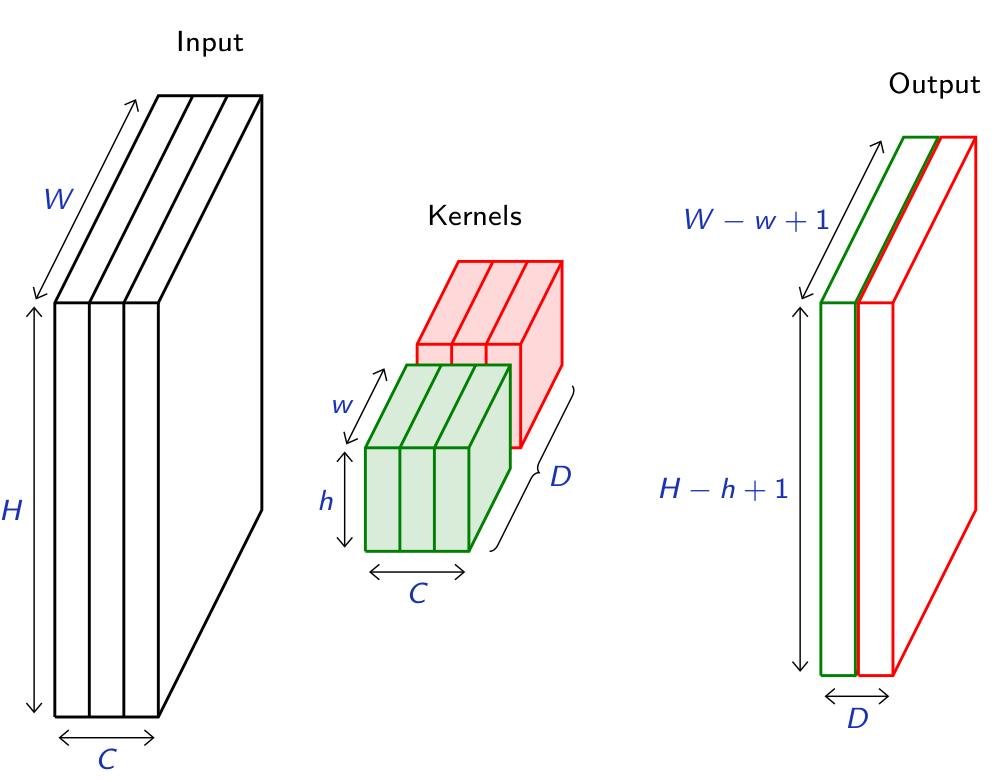 Input
Output
W
Kernels
W − w + 1
w
h
D
H − h + 1
H
C
D
C